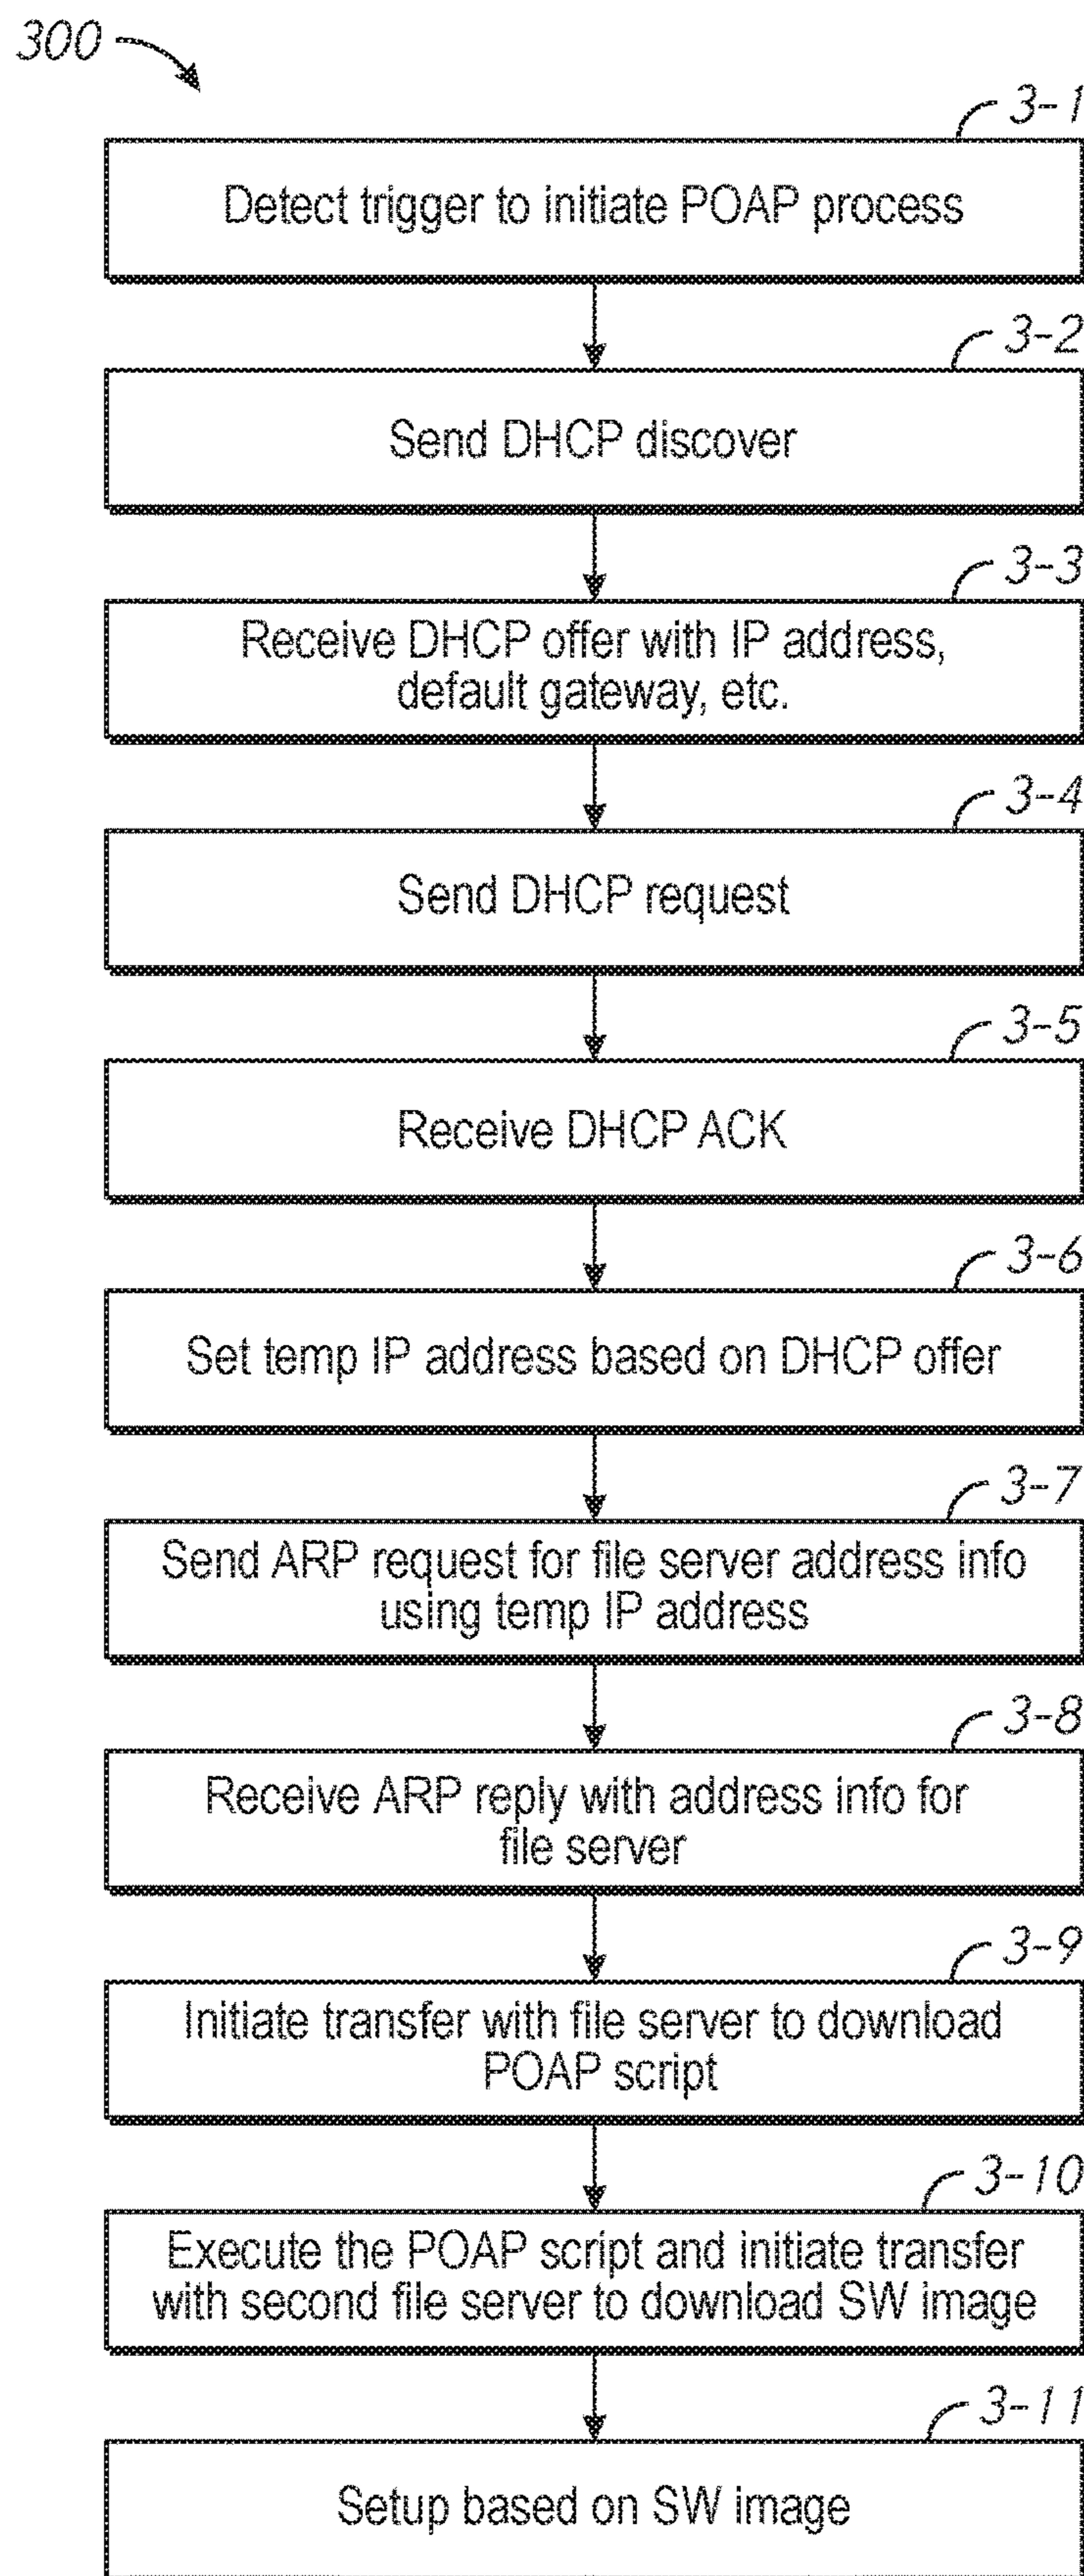 300
3-1
Detect trigger to initiate POAP process
3-2
Send DHCP discover
3-3
Receive DHCP offer with IP address,
default gateway, etc.
3-4
Send DHCP request
3-5
Receive DHCP ACK
3-6
Set temp IP address based on DHCP offer
3-7
Send ARP request for file server address info
using temp IP address
3-8
Receive ARP reply with address info for
file server
3-9
Initiate transfer with file server to download
POAP script
3-10
Execute the POAP script and initiate transfer
with second file server to download SW image
3-11
Setup based on SW image